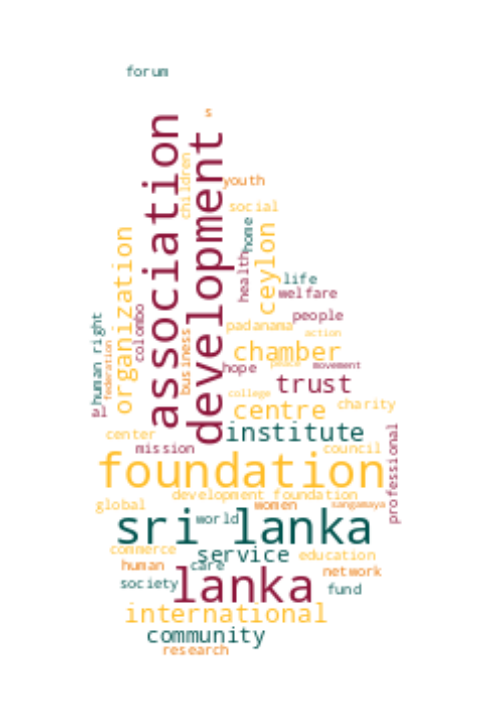 forum
s
association
development
children
youth
social
home
ceylon
organization
health
life
welfare
colombo
people
human right
padanama
action
business
federation
chamber
hope
peace
movement
trust
college
centre
charity
al
institute
center
professional
mission
council
foundation
development foundation
global
women
sangamaya
world
sri lanka
commerce
service
education
human
care
network
lanka
society
fund
international
community
research